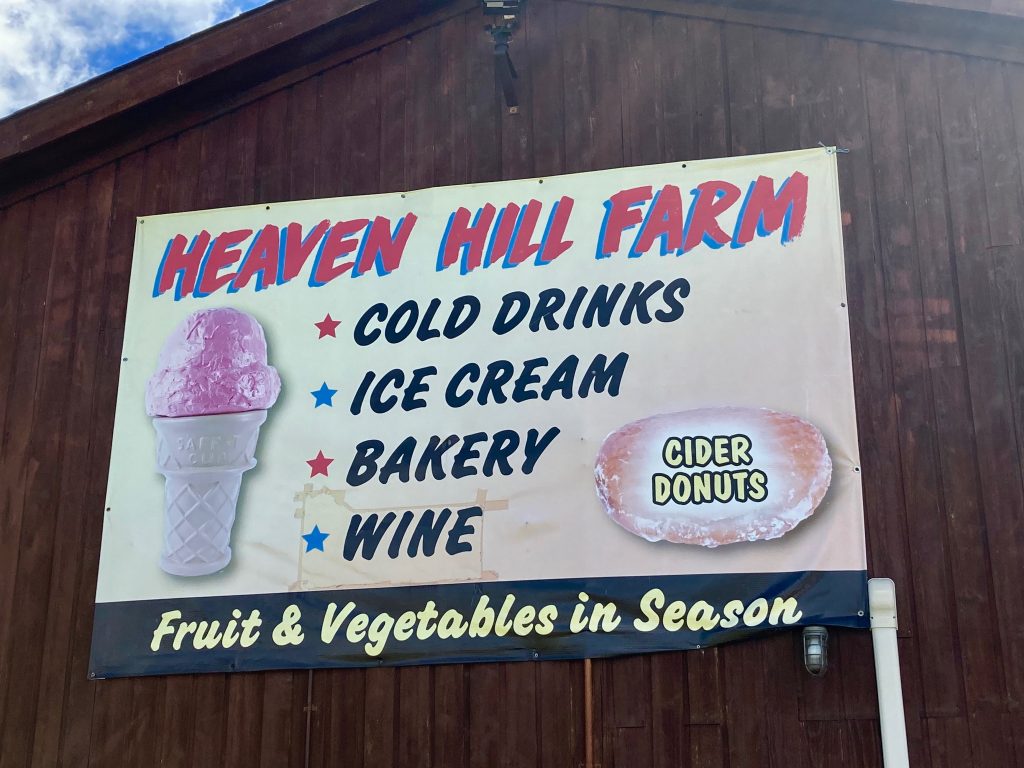 HEAVEN HILL FARM
COLD DRINKS
ICE CREAM
BAKERY
WINE
CIDER
DONUTS
Fruit & Vegetables in Season